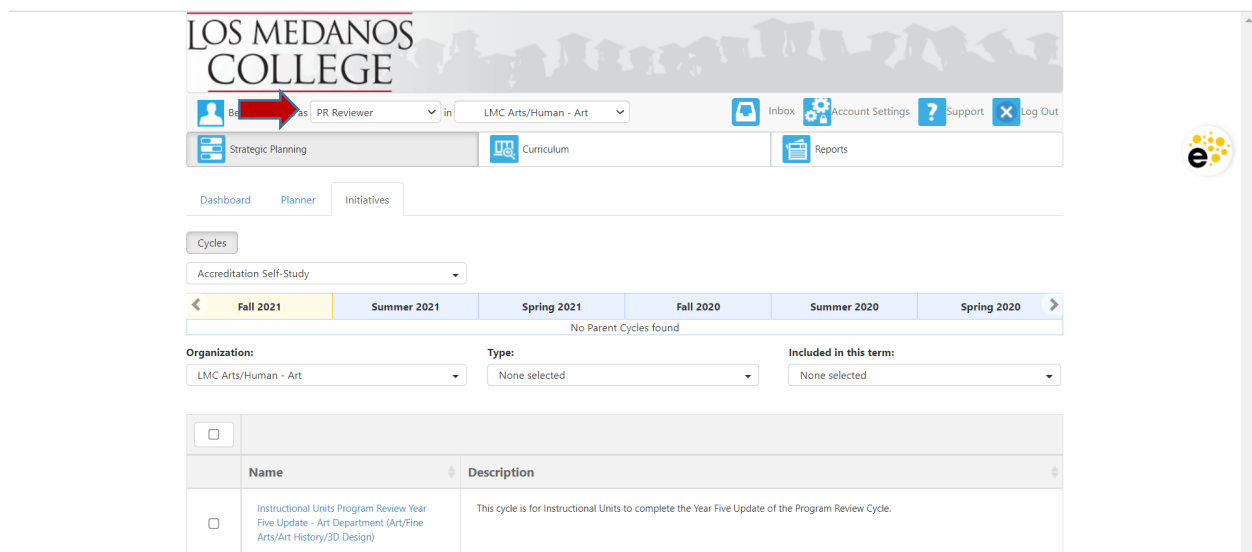 LOS MEDANOS
COLLEGE
Be as PR Reviewer in LMC Arts/Human - Art Inbox Account Settings ? Support Log Out
Strategic Planning Curriculum Reports
e
Dashboard Planner Initiatives
Cycles
Accreditation Self-Study
Fall 2021 Summer 2021 Spring 2021 Fall 2020 Summer 2020 Spring 2020
No Parent Cycles found
Organization: Type: Included in this term:
LMC Arts/Human - Art None selected None selected
Name Description
Instructional Units Program Review Year This cycle is for Instructional Units to complete the Year Five Update of the Program Review Cycle.
Five Update - Art Department (Art/Fine
Arts/Art History/3D Design)